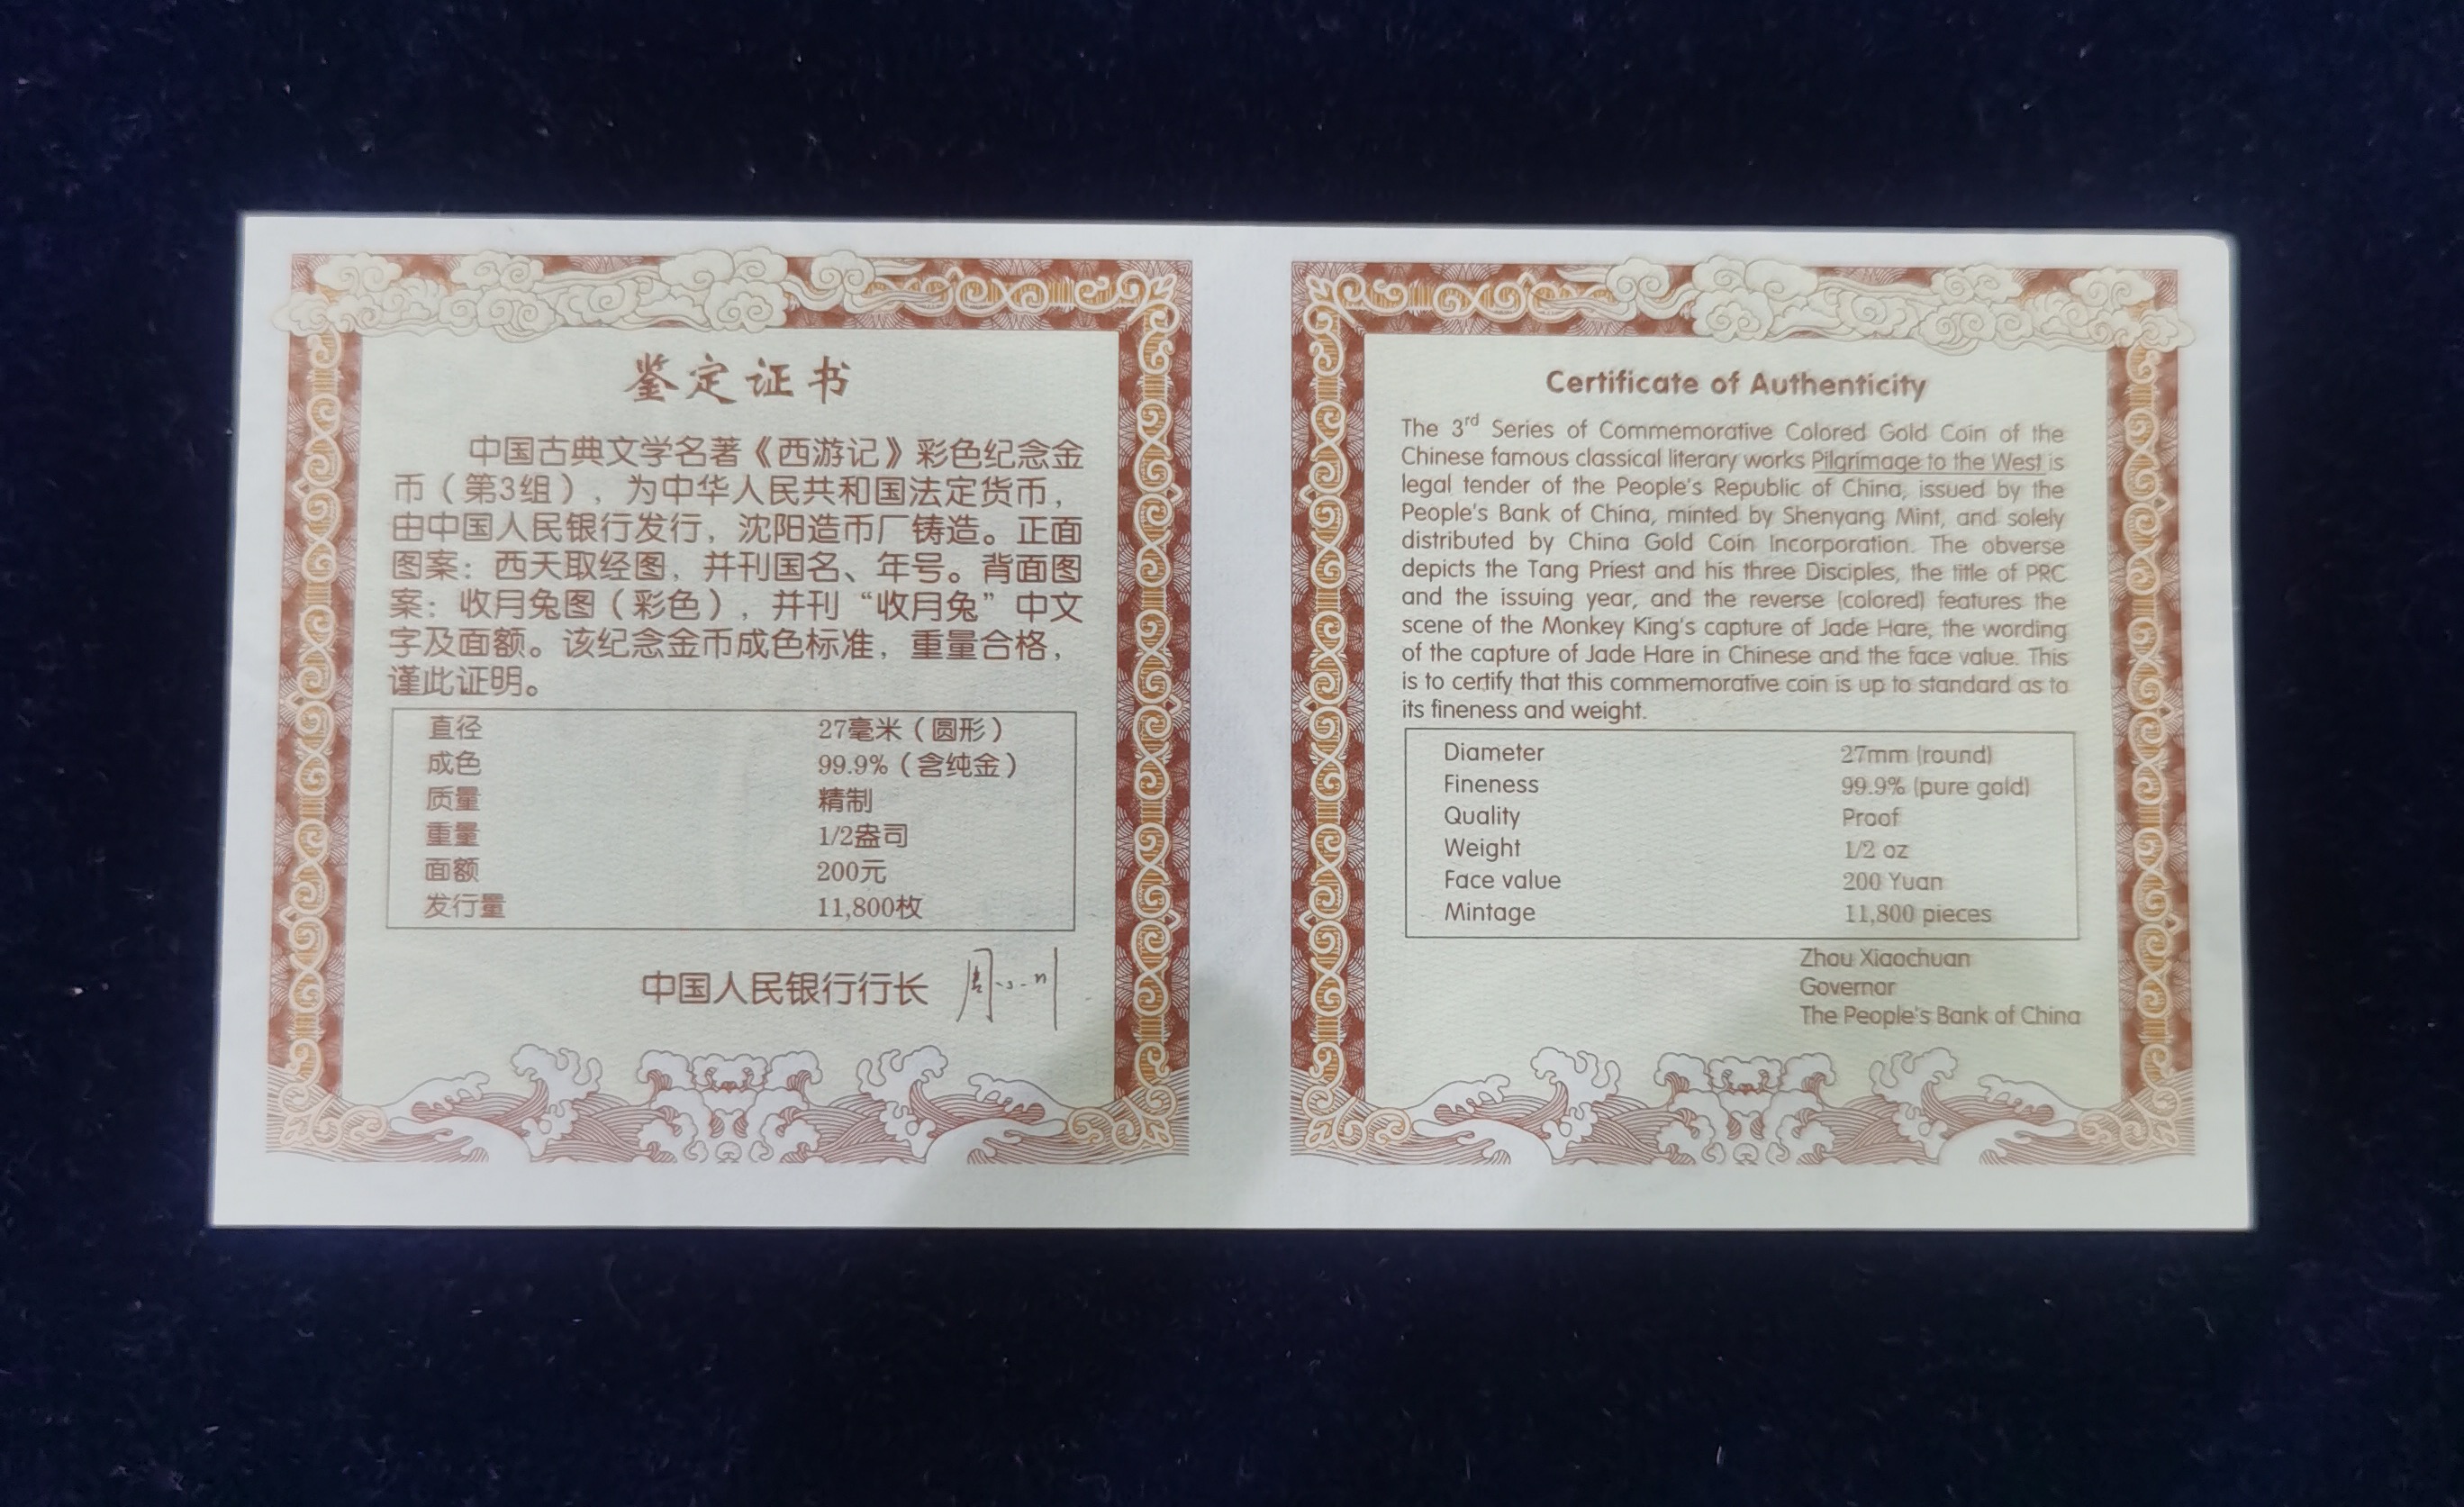 鉴定证书
中国古典文学名著《西游记》彩色纪念金
币（第3组），为中华人民共和国法定货币，
由中国人民银行发行，沈阳造币厂铸造。正面
图案：西天取经图，并刊国名、年号。背面图
案：收月兔图（彩色），并刊“收月兔”中文
字及面额。该纪念金币成色标准，重量合格，
谨此证明。
直径 27毫米（圆形）
成色 99.9%（含纯金）
质量 精制
重量 1/2盎司
面额 200元
发行量 11,800枚
中国人民银行行长 周小川
Certificate of Authenticity
The 3rd Series of Commemorative Colored Gold Coin of the
Chinese famous classical literary works Pilgrimage to the West is
legal tender of the People's Republic of China, issued by the
People's Bank of China, minted by Shenyang Mint, and solely
distributed by China Gold Coin Incorporation. The obverse
depicts the Tang Priest and his three Disciples, the title of PRC
and the issuing year, and the reverse (colored) features the
scene of the Monkey King's capture of Jade Hare, the wording
of the capture of Jade Hare in Chinese and the face value. This
is to certify that this commemorative coin is up to standard as to
its fineness and weight.
Diameter 27mm (round)
Fineness 99.9% (pure gold)
Quality Proof
Weight 1/2 oz
Face value 200 Yuan
Mintage 11,800 pieces
Zhou Xiaochuan
Governor
The People's Bank of China